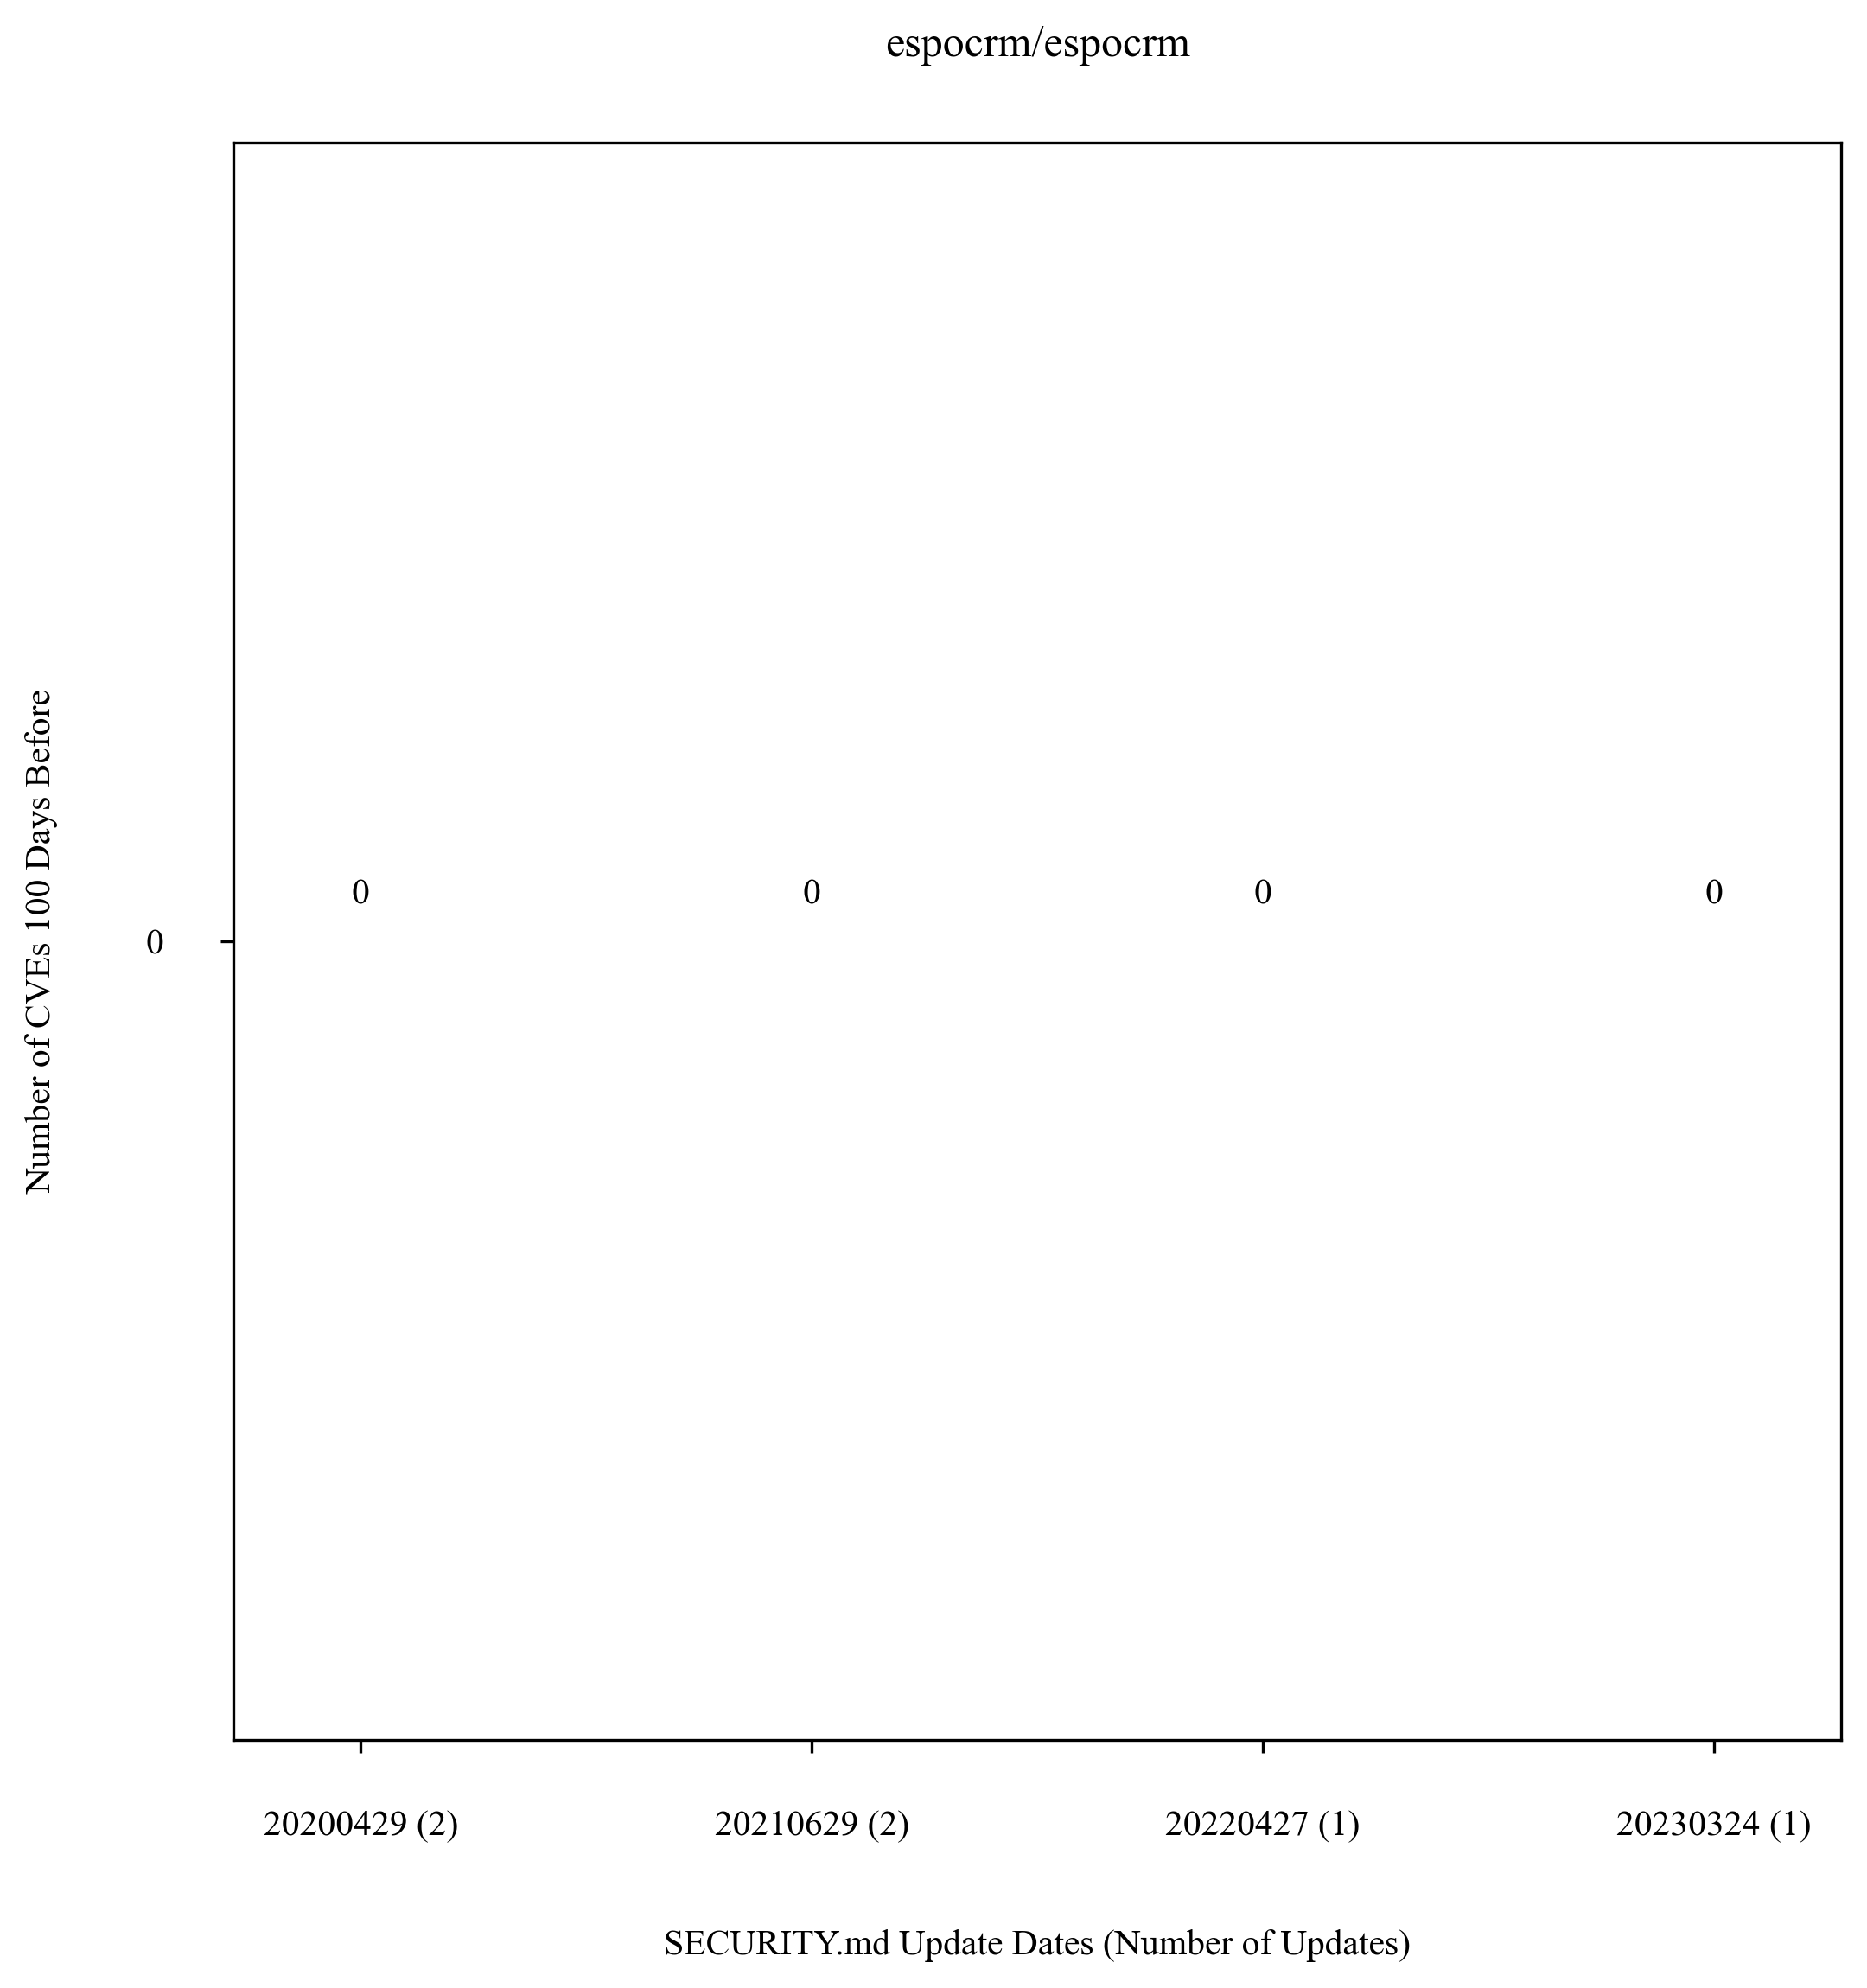 espocrm/espocrm
Number of CVEs 100 Days Before
0
0 0 0 0
20200429 (2) 20210629 (2) 20220427 (1) 20230324 (1)
SECURITY.md Update Dates (Number of Updates)